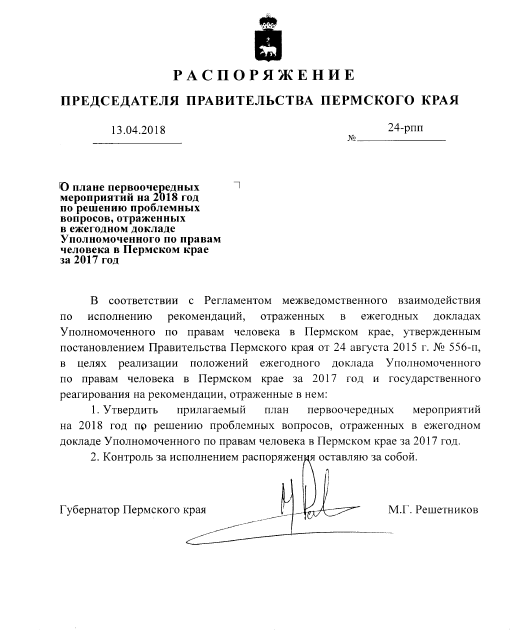 РАСПОРЯЖЕНИЕ
ПРЕДСЕДАТЕЛЯ ПРАВИТЕЛЬСТВА ПЕРМСКОГО КРАЯ
13.04.2018
№ 24-рпп
О плане первоочередных
мероприятий на 2018 год
по решению проблемных
вопросов, отраженных
в ежегодном докладе
Уполномоченного по правам
человека в Пермском крае
за 2017 год
В соответствии с Регламентом межведомственного взаимодействия
по исполнению рекомендаций, отраженных в ежегодных докладах
Уполномоченного по правам человека в Пермском крае, утвержденным
постановлением Правительства Пермского края от 24 августа 2015 г. № 556-п,
в целях реализации положений ежегодного доклада Уполномоченного
по правам человека в Пермском крае за 2017 год и государственного
реагирования на рекомендации, отраженные в нем:
1. Утвердить прилагаемый план первоочередных мероприятий
на 2018 год по решению проблемных вопросов, отраженных в ежегодном
докладе Уполномоченного по правам человека в Пермском крае за 2017 год.
2. Контроль за исполнением распоряжения оставляю за собой.
Губернатор Пермского края
М.Г. Решетников